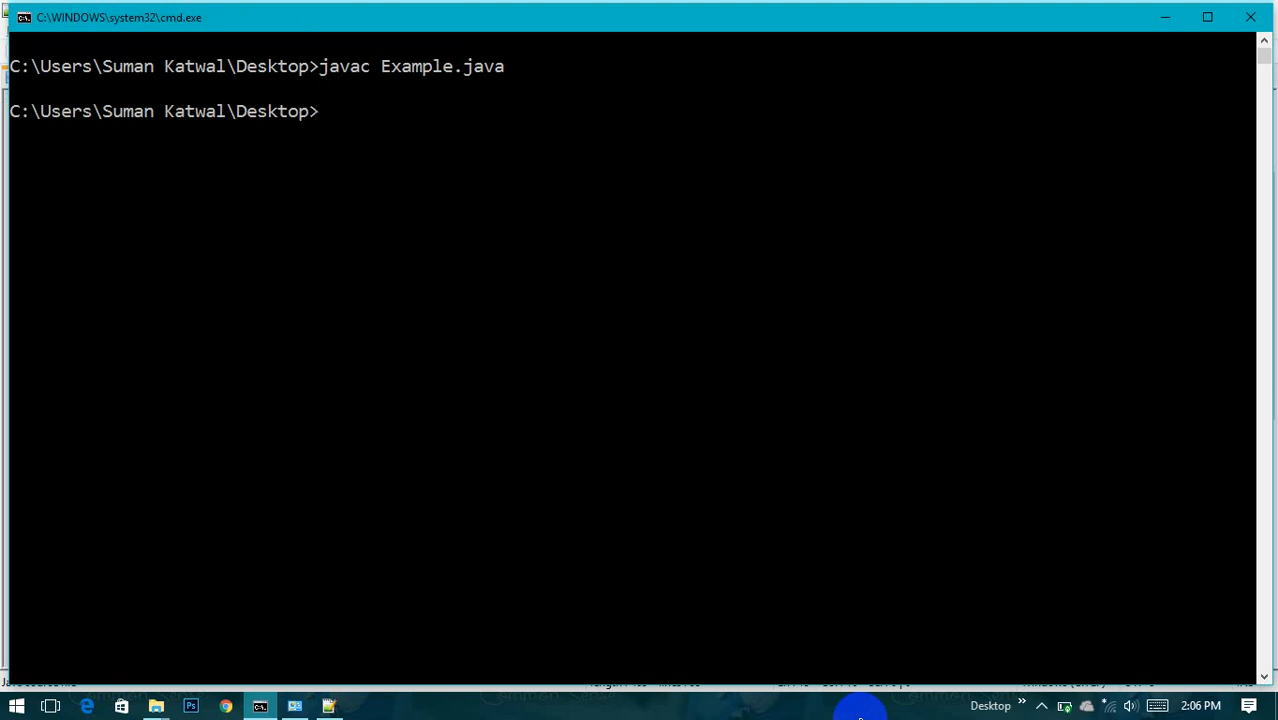 C:\WINDOWS\system32\cmd.exe
C:\Users\Suman Katwal\Desktop>javac Example.java
C:\Users\Suman Katwal\Desktop>
Desktop
2:06 PM